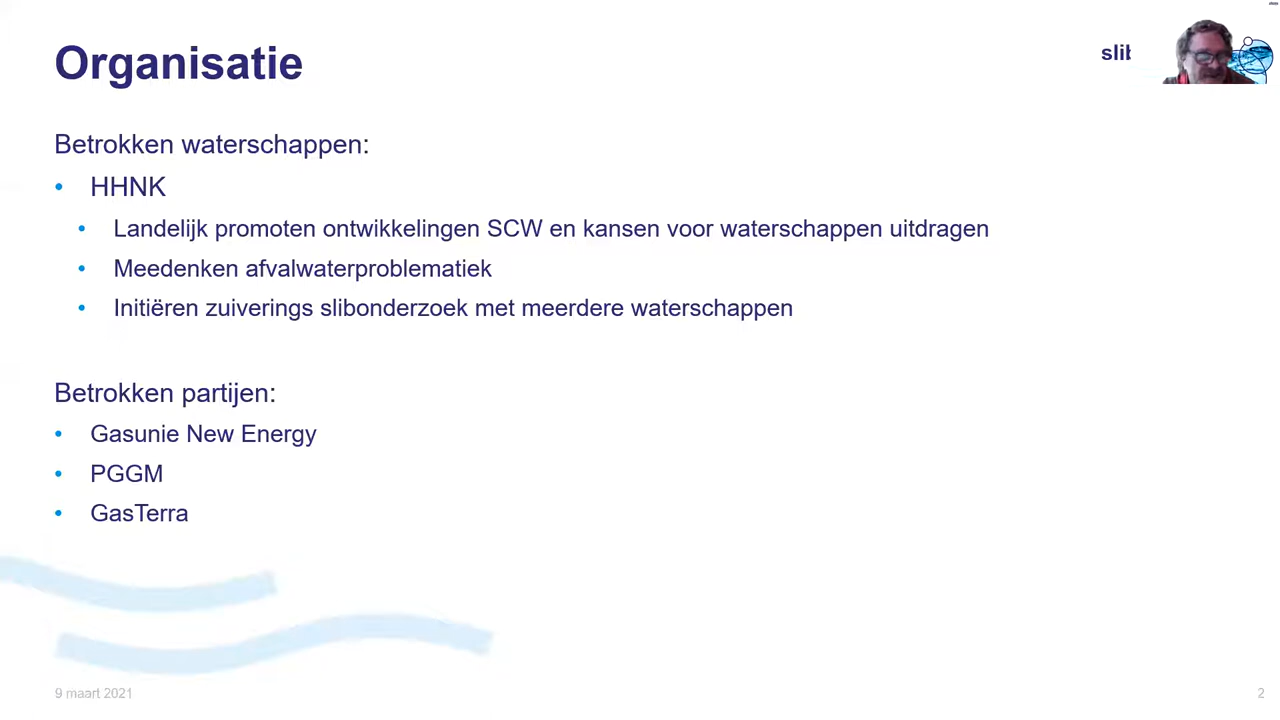 Organisatie
Betrokken waterschappen:
• HHNK
• Landelijk promoten ontwikkelingen SCW en kansen voor waterschappen uitdragen
• Meedenken afvalwaterproblematiek
• Initiëren zuiverings slibonderzoek met meerdere waterschappen
Betrokken partijen:
• Gasunie New Energy
• PGGM
• GasTerra
9 maart 2021
2